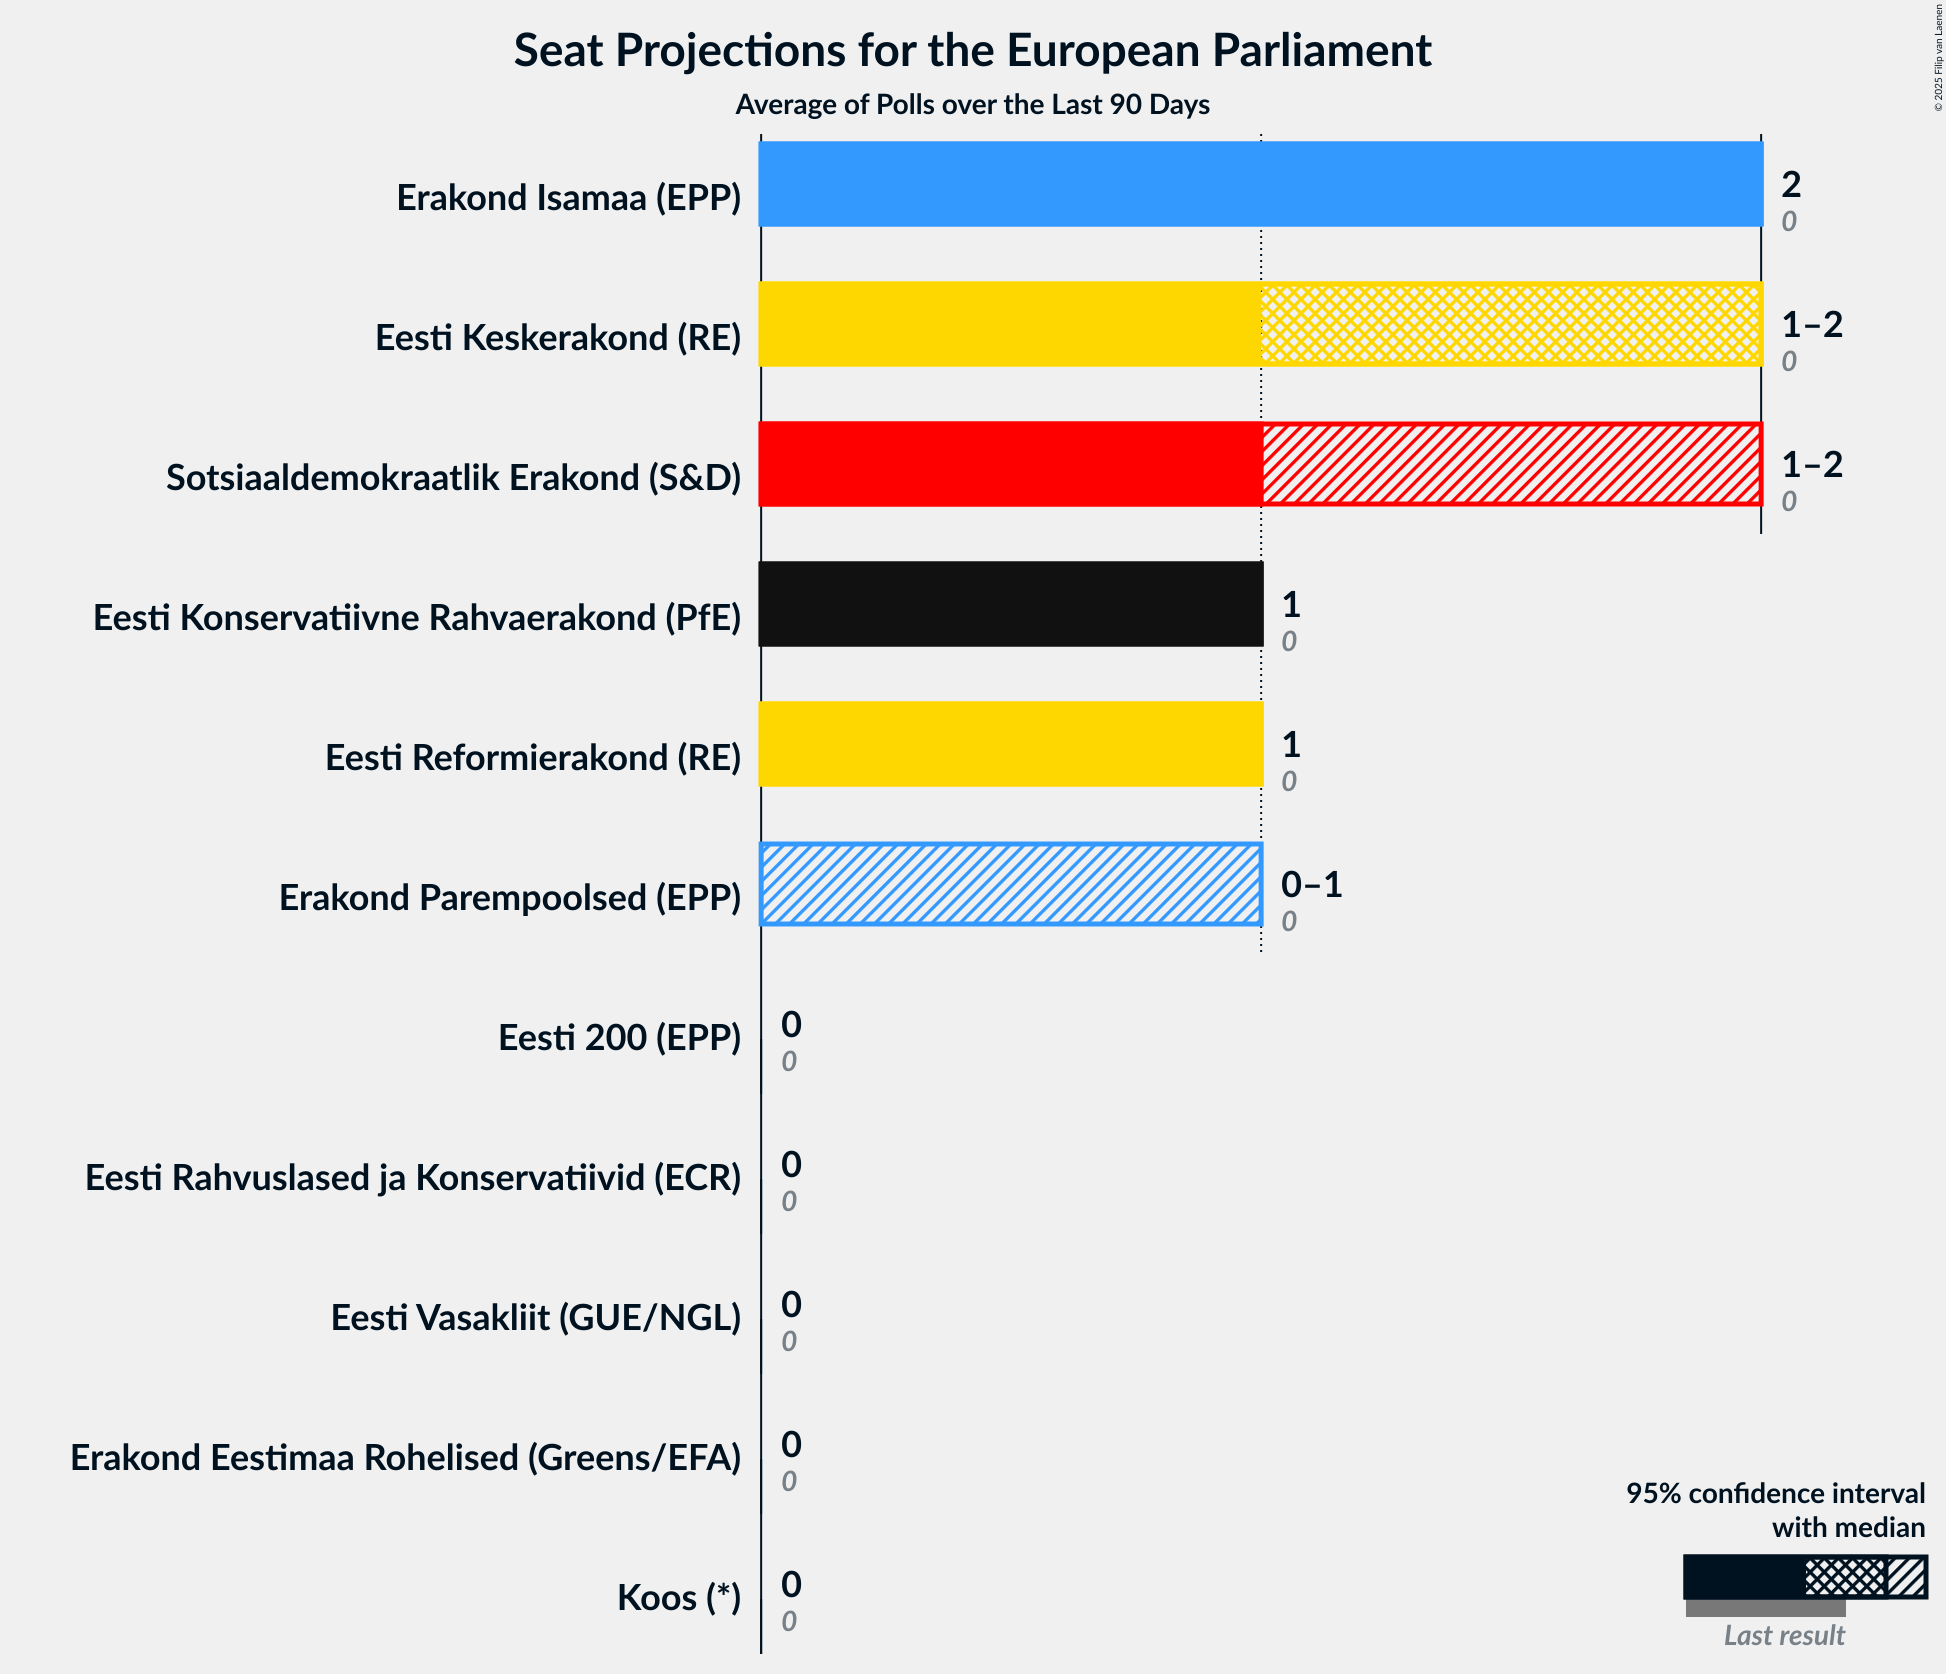 Seat Projections for the European Parliament
Average of Polls over the Last 90 Days
© 2025 Filip van Laenen
Erakond Isamaa (EPP)
2
0
Eesti Keskerakond (RE)
1–2
0
Sotsiaaldemokraatlik Erakond (S&D)
1–2
0
Eesti Konservatiivne Rahvaerakond (PfE)
1
0
Eesti Reformierakond (RE)
1
0
Erakond Parempoolsed (EPP)
0–1
0
Eesti 200 (EPP)
0
0
Eesti Rahvuslased ja Konservatiivid (ECR)
0
0
Eesti Vasakliit (GUE/NGL)
0
0
Erakond Eestimaa Rohelised (Greens/EFA)
0
0
Koos (*)
0
0
95% confidence interval
with median
Last result